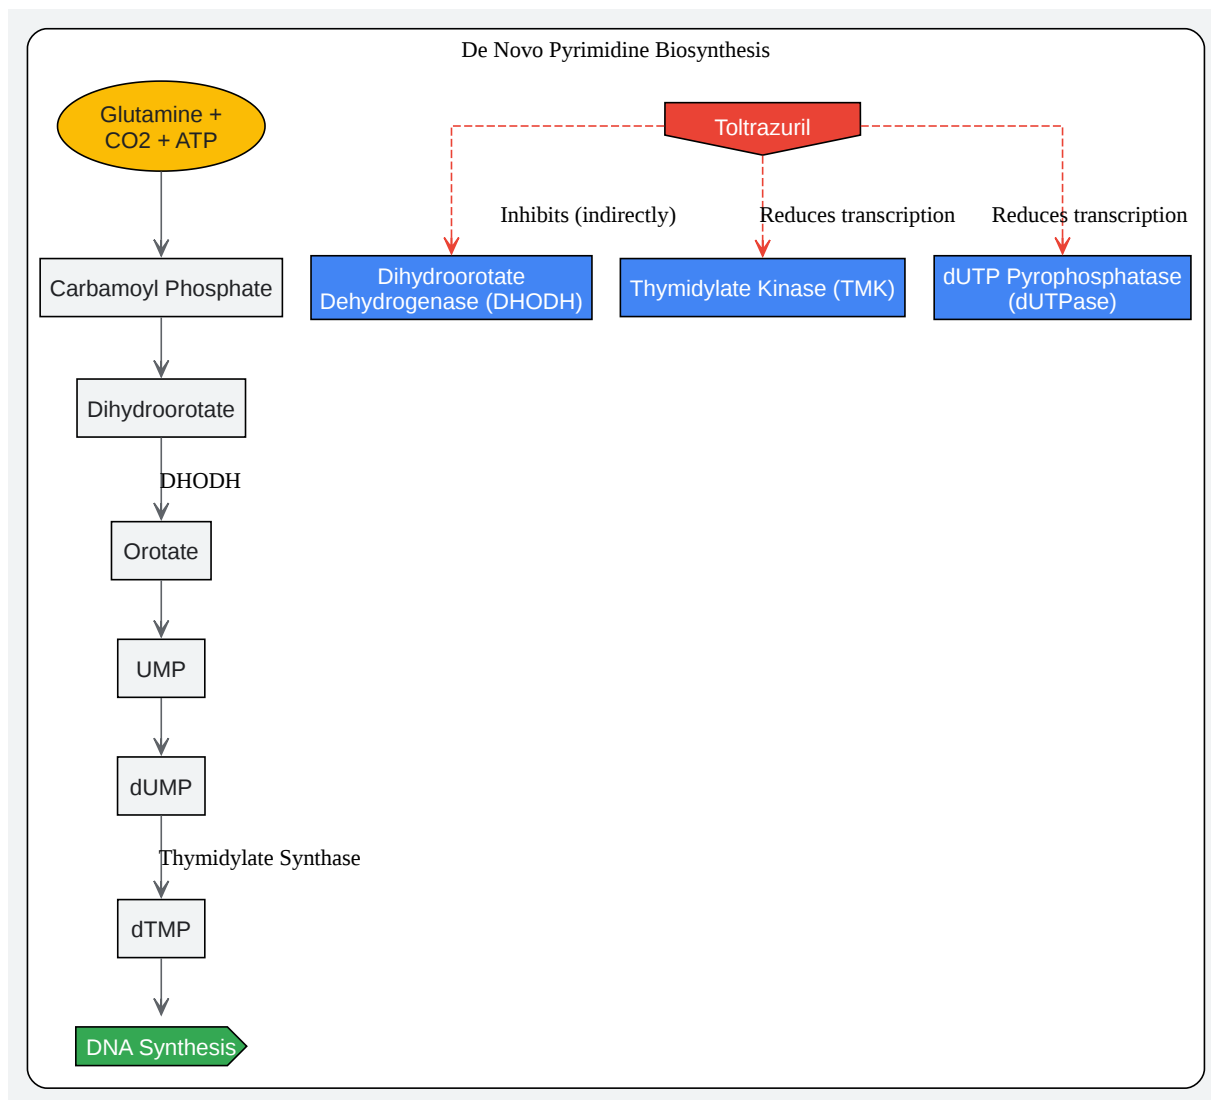 De Novo Pyrimidine Biosynthesis
Glutamine +
CO2 + ATP
Toltrazuril
Inhibits (indirectly)
Reduces transcription
Reduces transcription
Carbamoyl Phosphate
Dihydroorotate
Dehydrogenase (DHODH)
Thymidylate Kinase (TMK)
dUTP Pyrophosphatase
(dUTPase)
Dihydroorotate
DHODH
Orotate
UMP
dUMP
Thymidylate Synthase
dTMP
DNA Synthesis